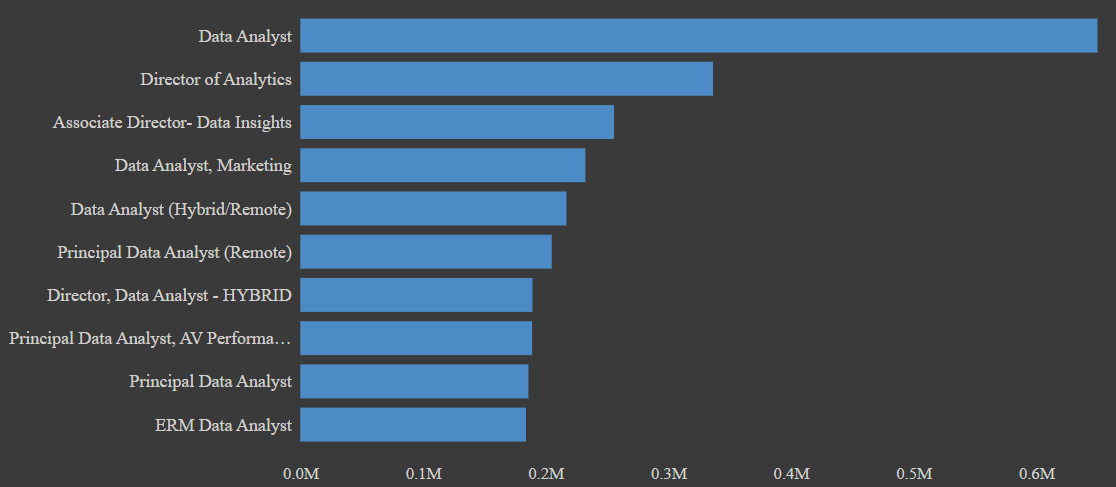 Data Analyst
Director of Analytics
Associate Director- Data Insights
Data Analyst, Marketing
Data Analyst (Hybrid/Remote)
Principal Data Analyst (Remote)
Director, Data Analyst - HYBRID
Principal Data Analyst, AV Performa…
Principal Data Analyst
ERM Data Analyst
0.0M 0.1M 0.2M 0.3M 0.4M 0.5M 0.6M